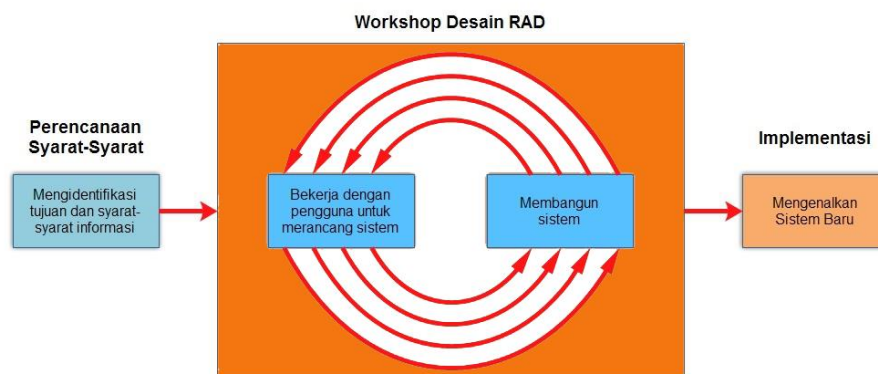 Workshop Desain RAD
Perencanaan
Syarat-Syarat
Mengidentifikasi
tujuan dan syarat-
syarat informasi
Bekerja dengan
pengguna untuk
merancang sistem
Membangun
sistem
Implementasi
Mengenalkan
Sistem Baru